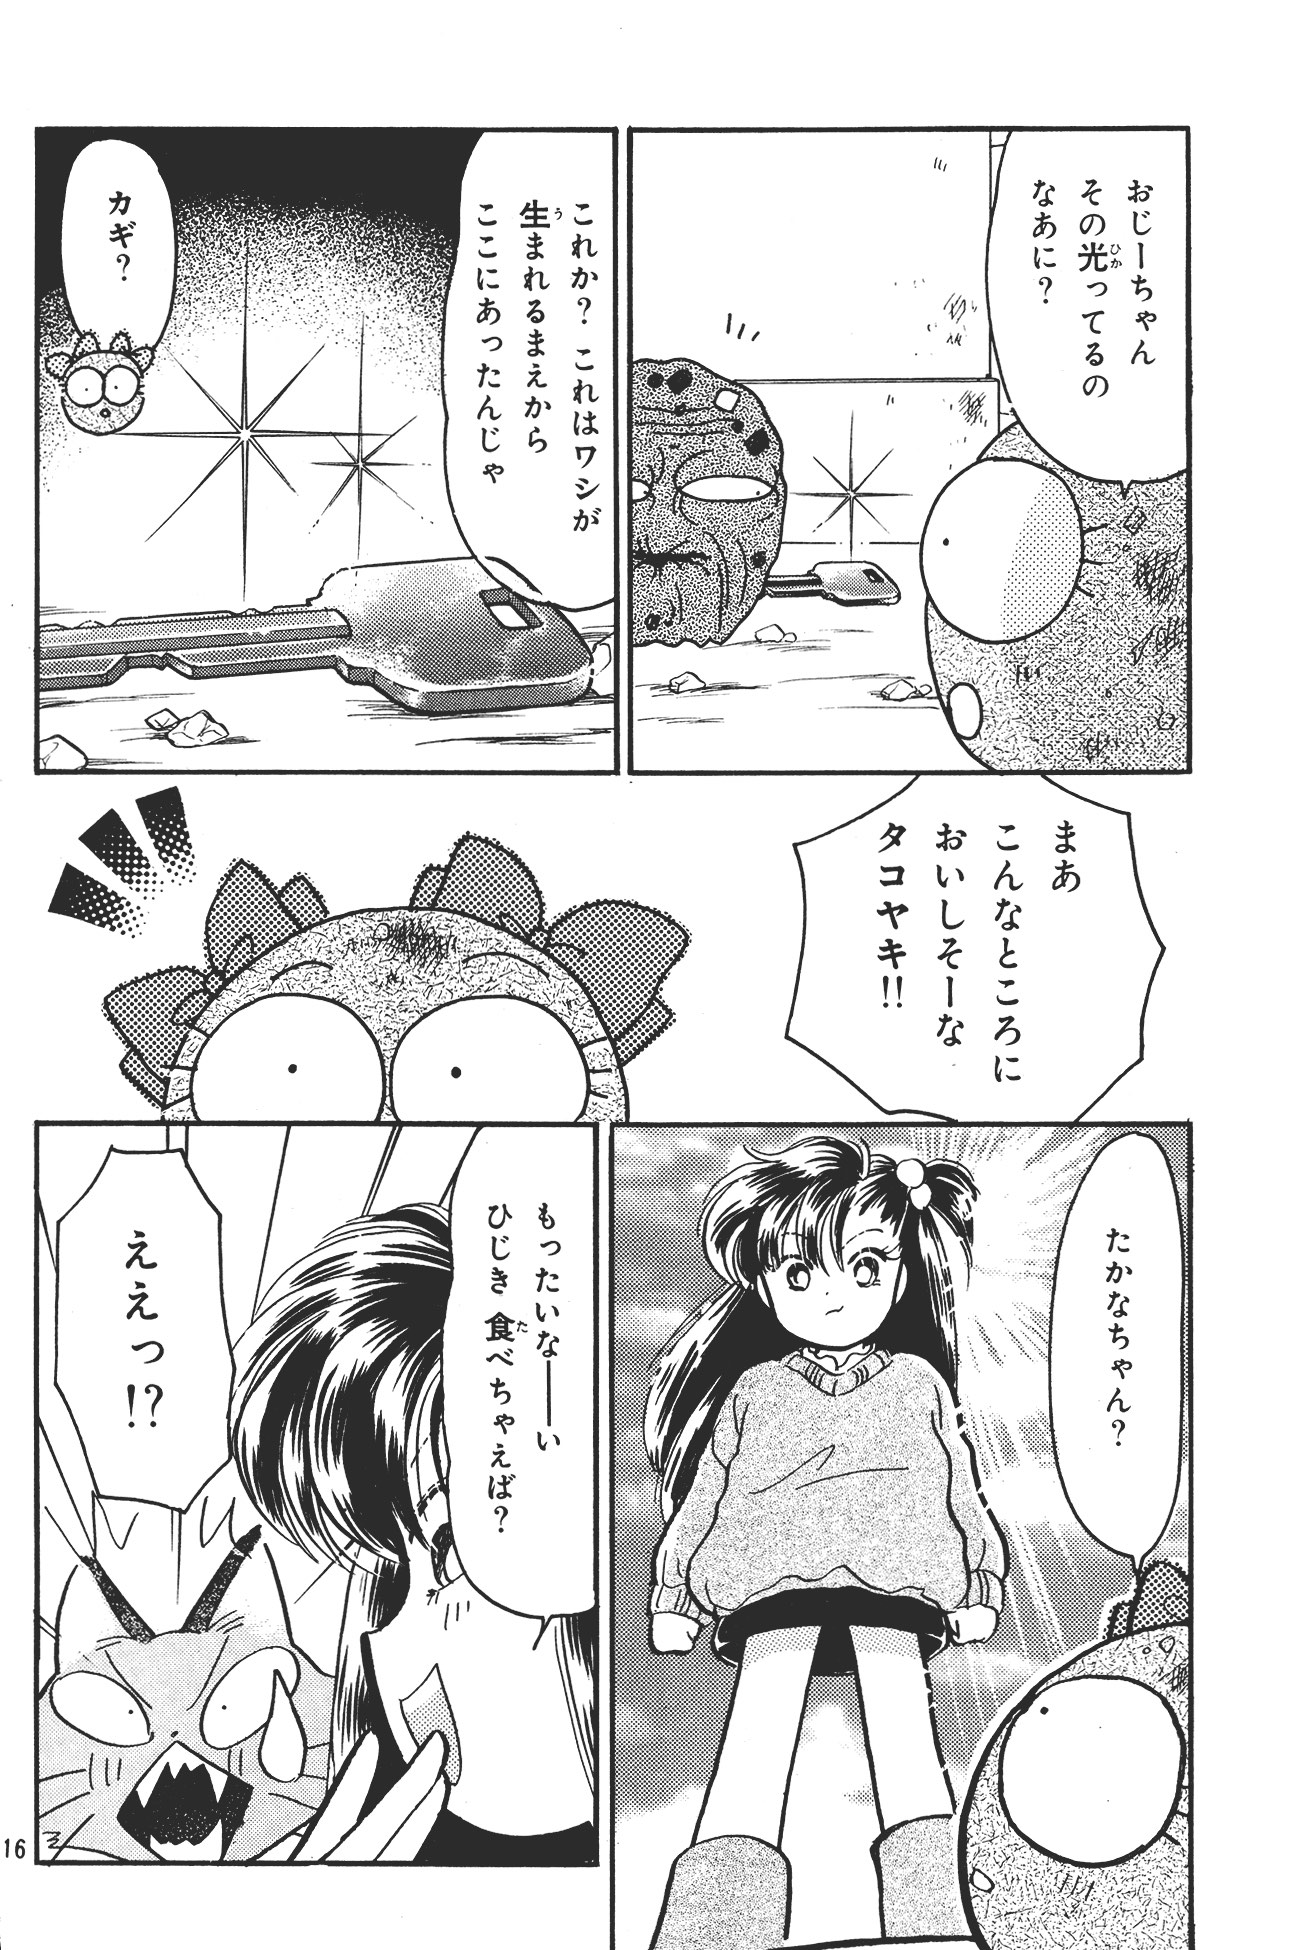 おじーちゃん
その光ってるの
なあに?
これか? これはワシが
生まれるまえから
ここにあったんじゃ
カギ?
まあ
こんなところに
おいしそーな
タコヤキ!!
たかなちゃん?
もったいなーーい
ひじき 食べちゃえば?
ええっ!?
16